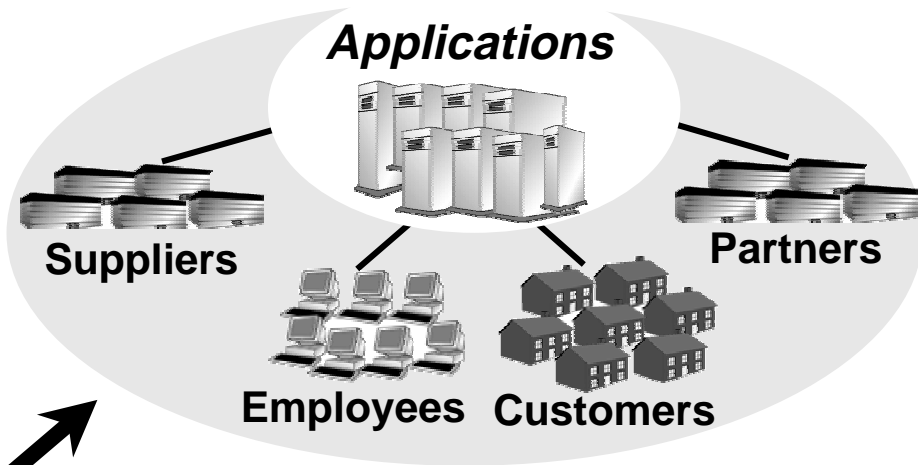 Applications
Suppliers
Partners
Employees
Customers